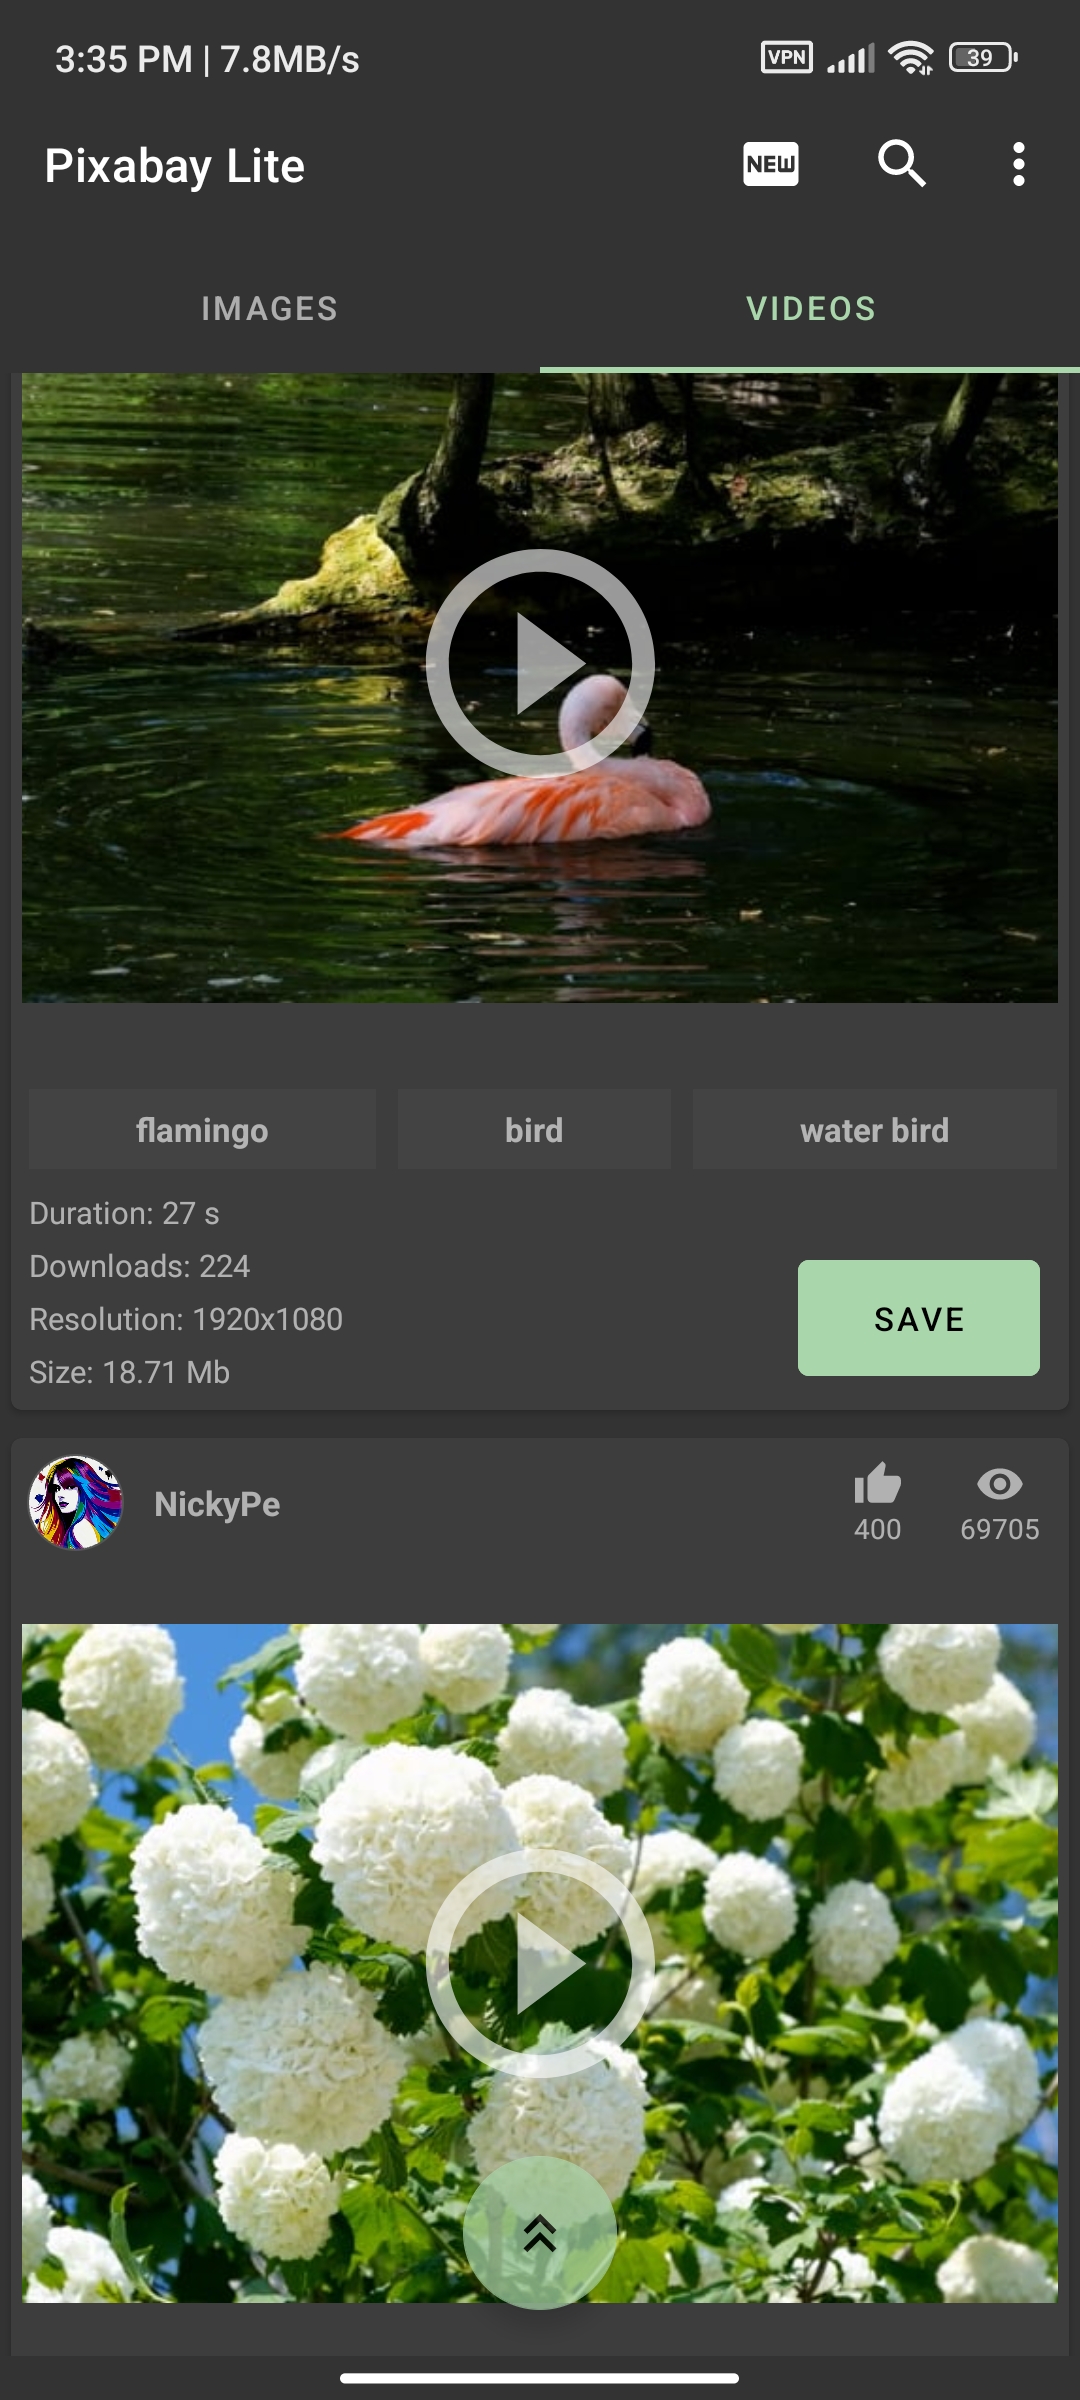 3:35 PM | 7.8MB/s VPN 39
Pixabay Lite NEW
IMAGES VIDEOS
flamingo bird water bird
Duration: 27 s
Downloads: 224
Resolution: 1920x1080
Size: 18.71 Mb
SAVE
NickyPe
400 69705